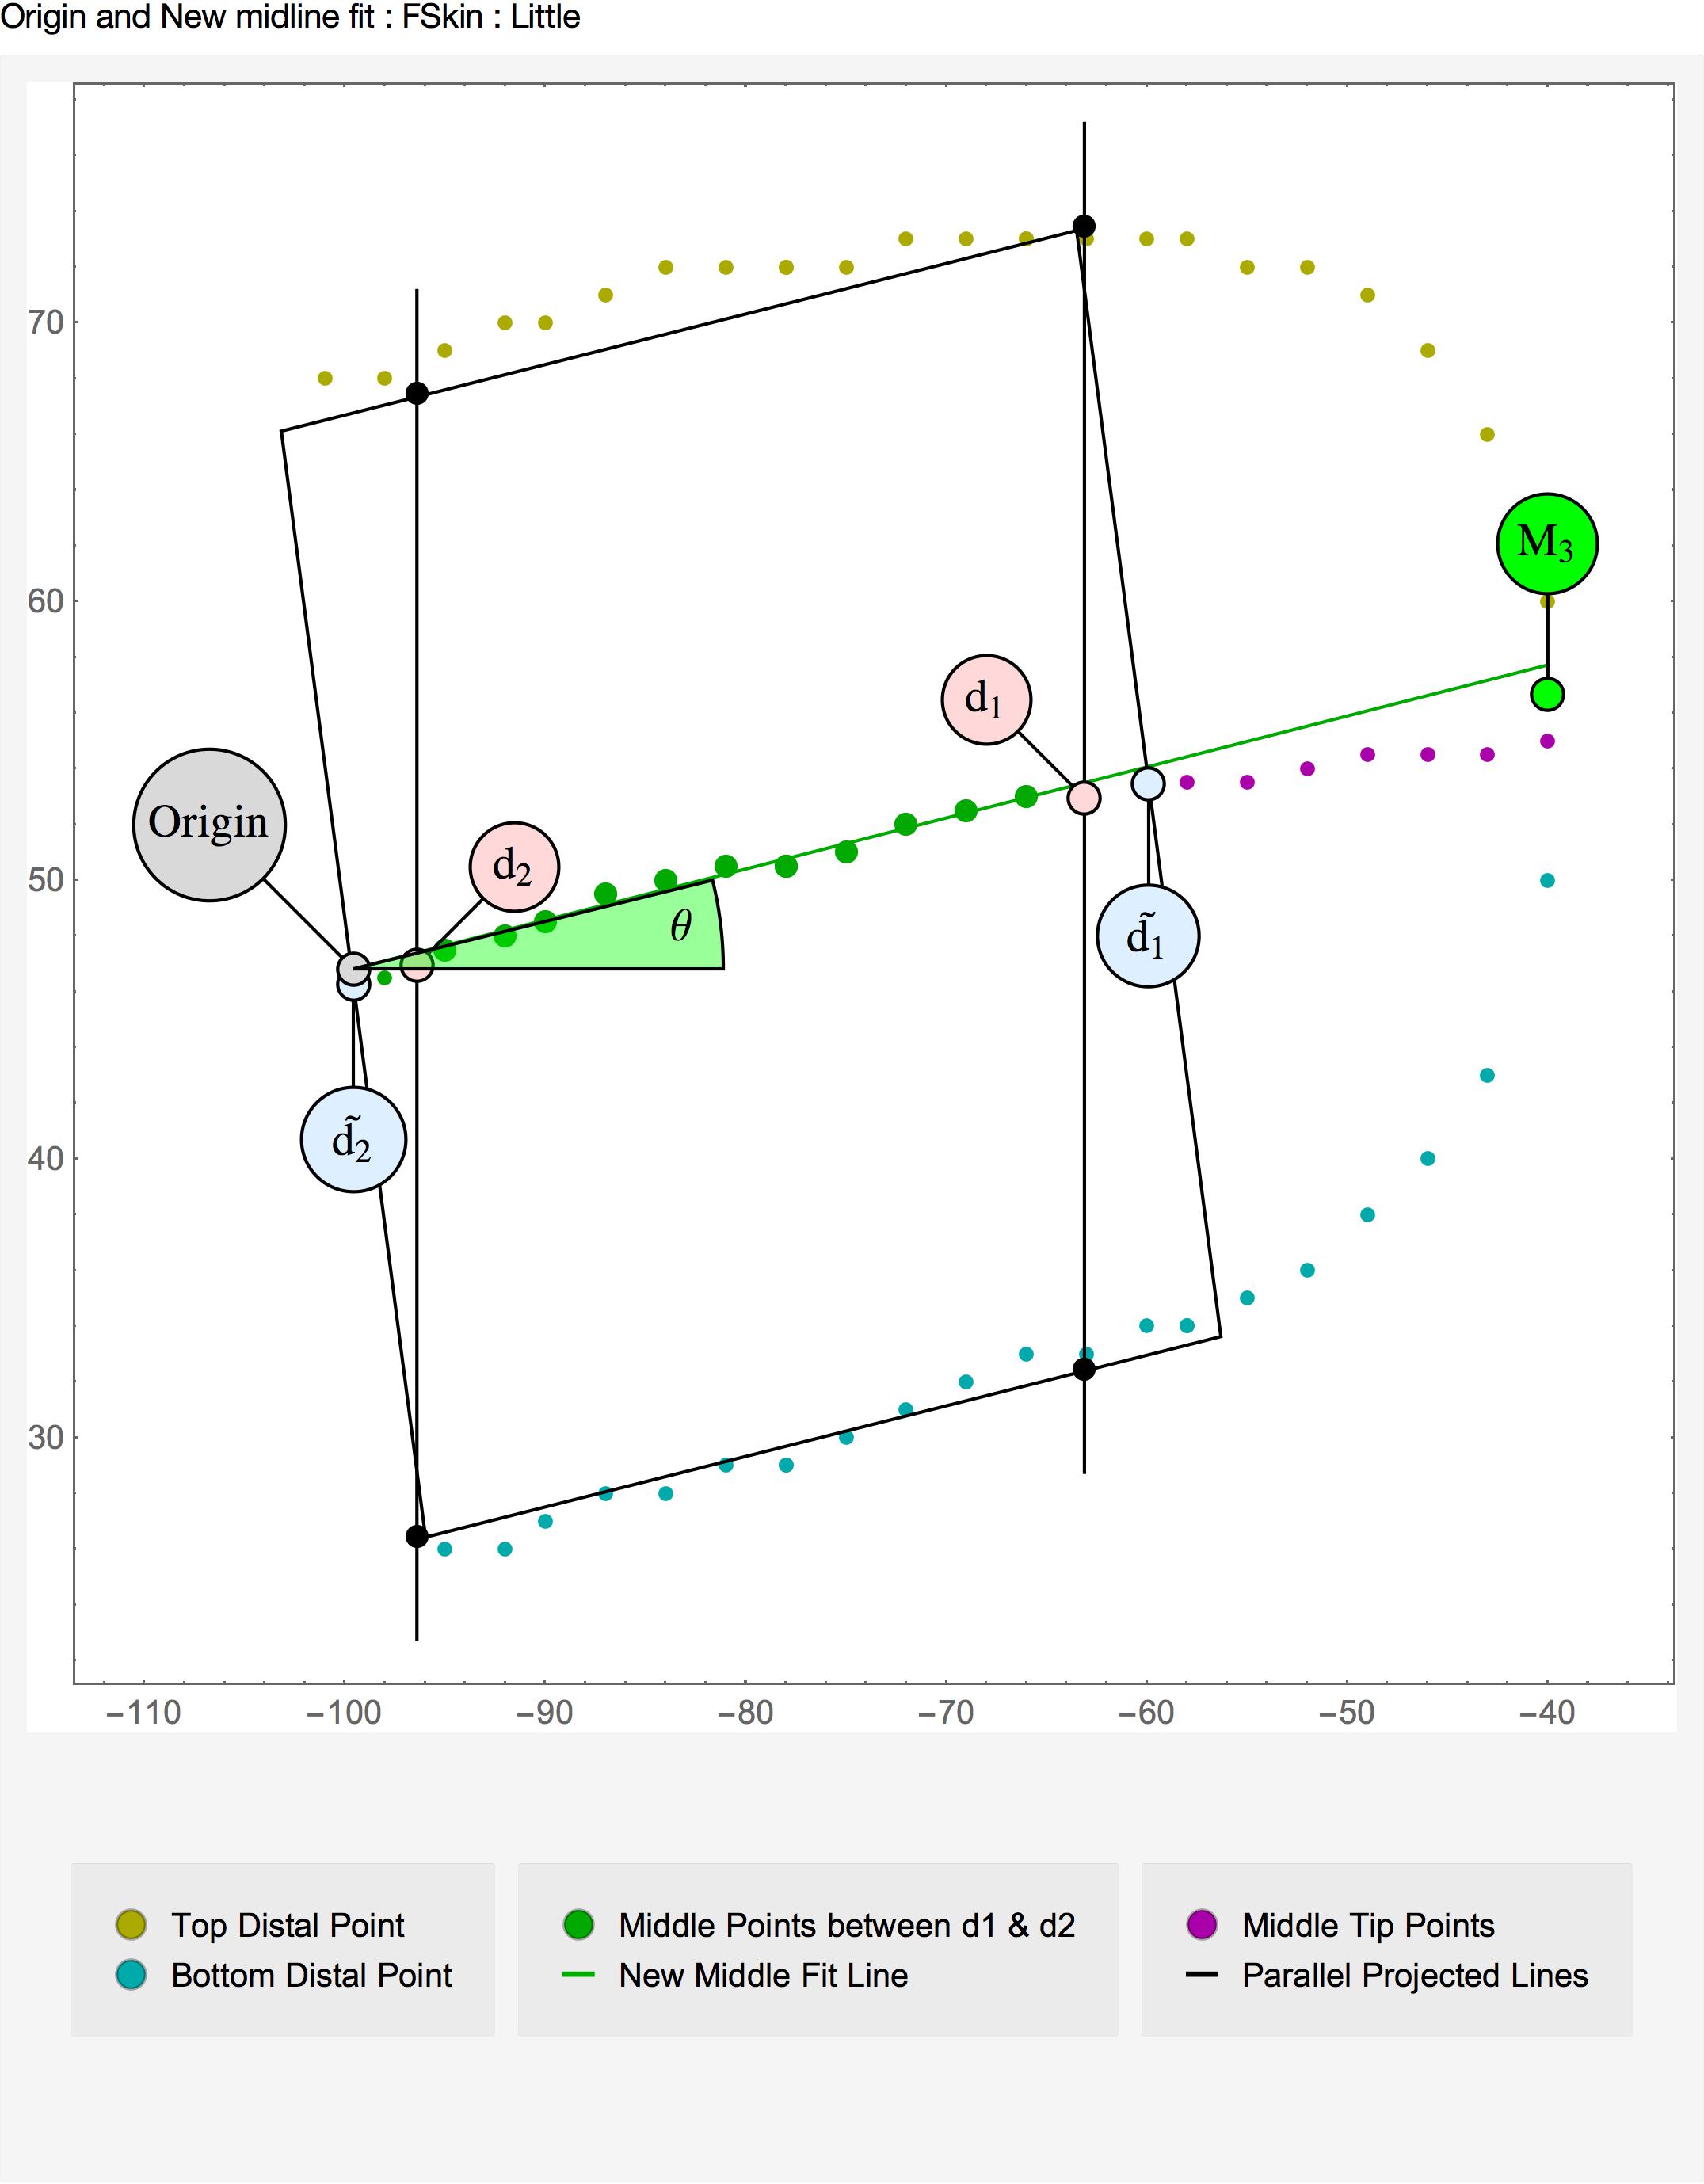 Origin and New midline fit : FSkin : Little
70
60
50
40
30
M₃
d₁
Origin
d₂
θ
d̃₁
d̃₂
−110 −100 −90 −80 −70 −60 −50 −40
Top Distal Point
Bottom Distal Point
Middle Points between d1 & d2
New Middle Fit Line
Middle Tip Points
Parallel Projected Lines